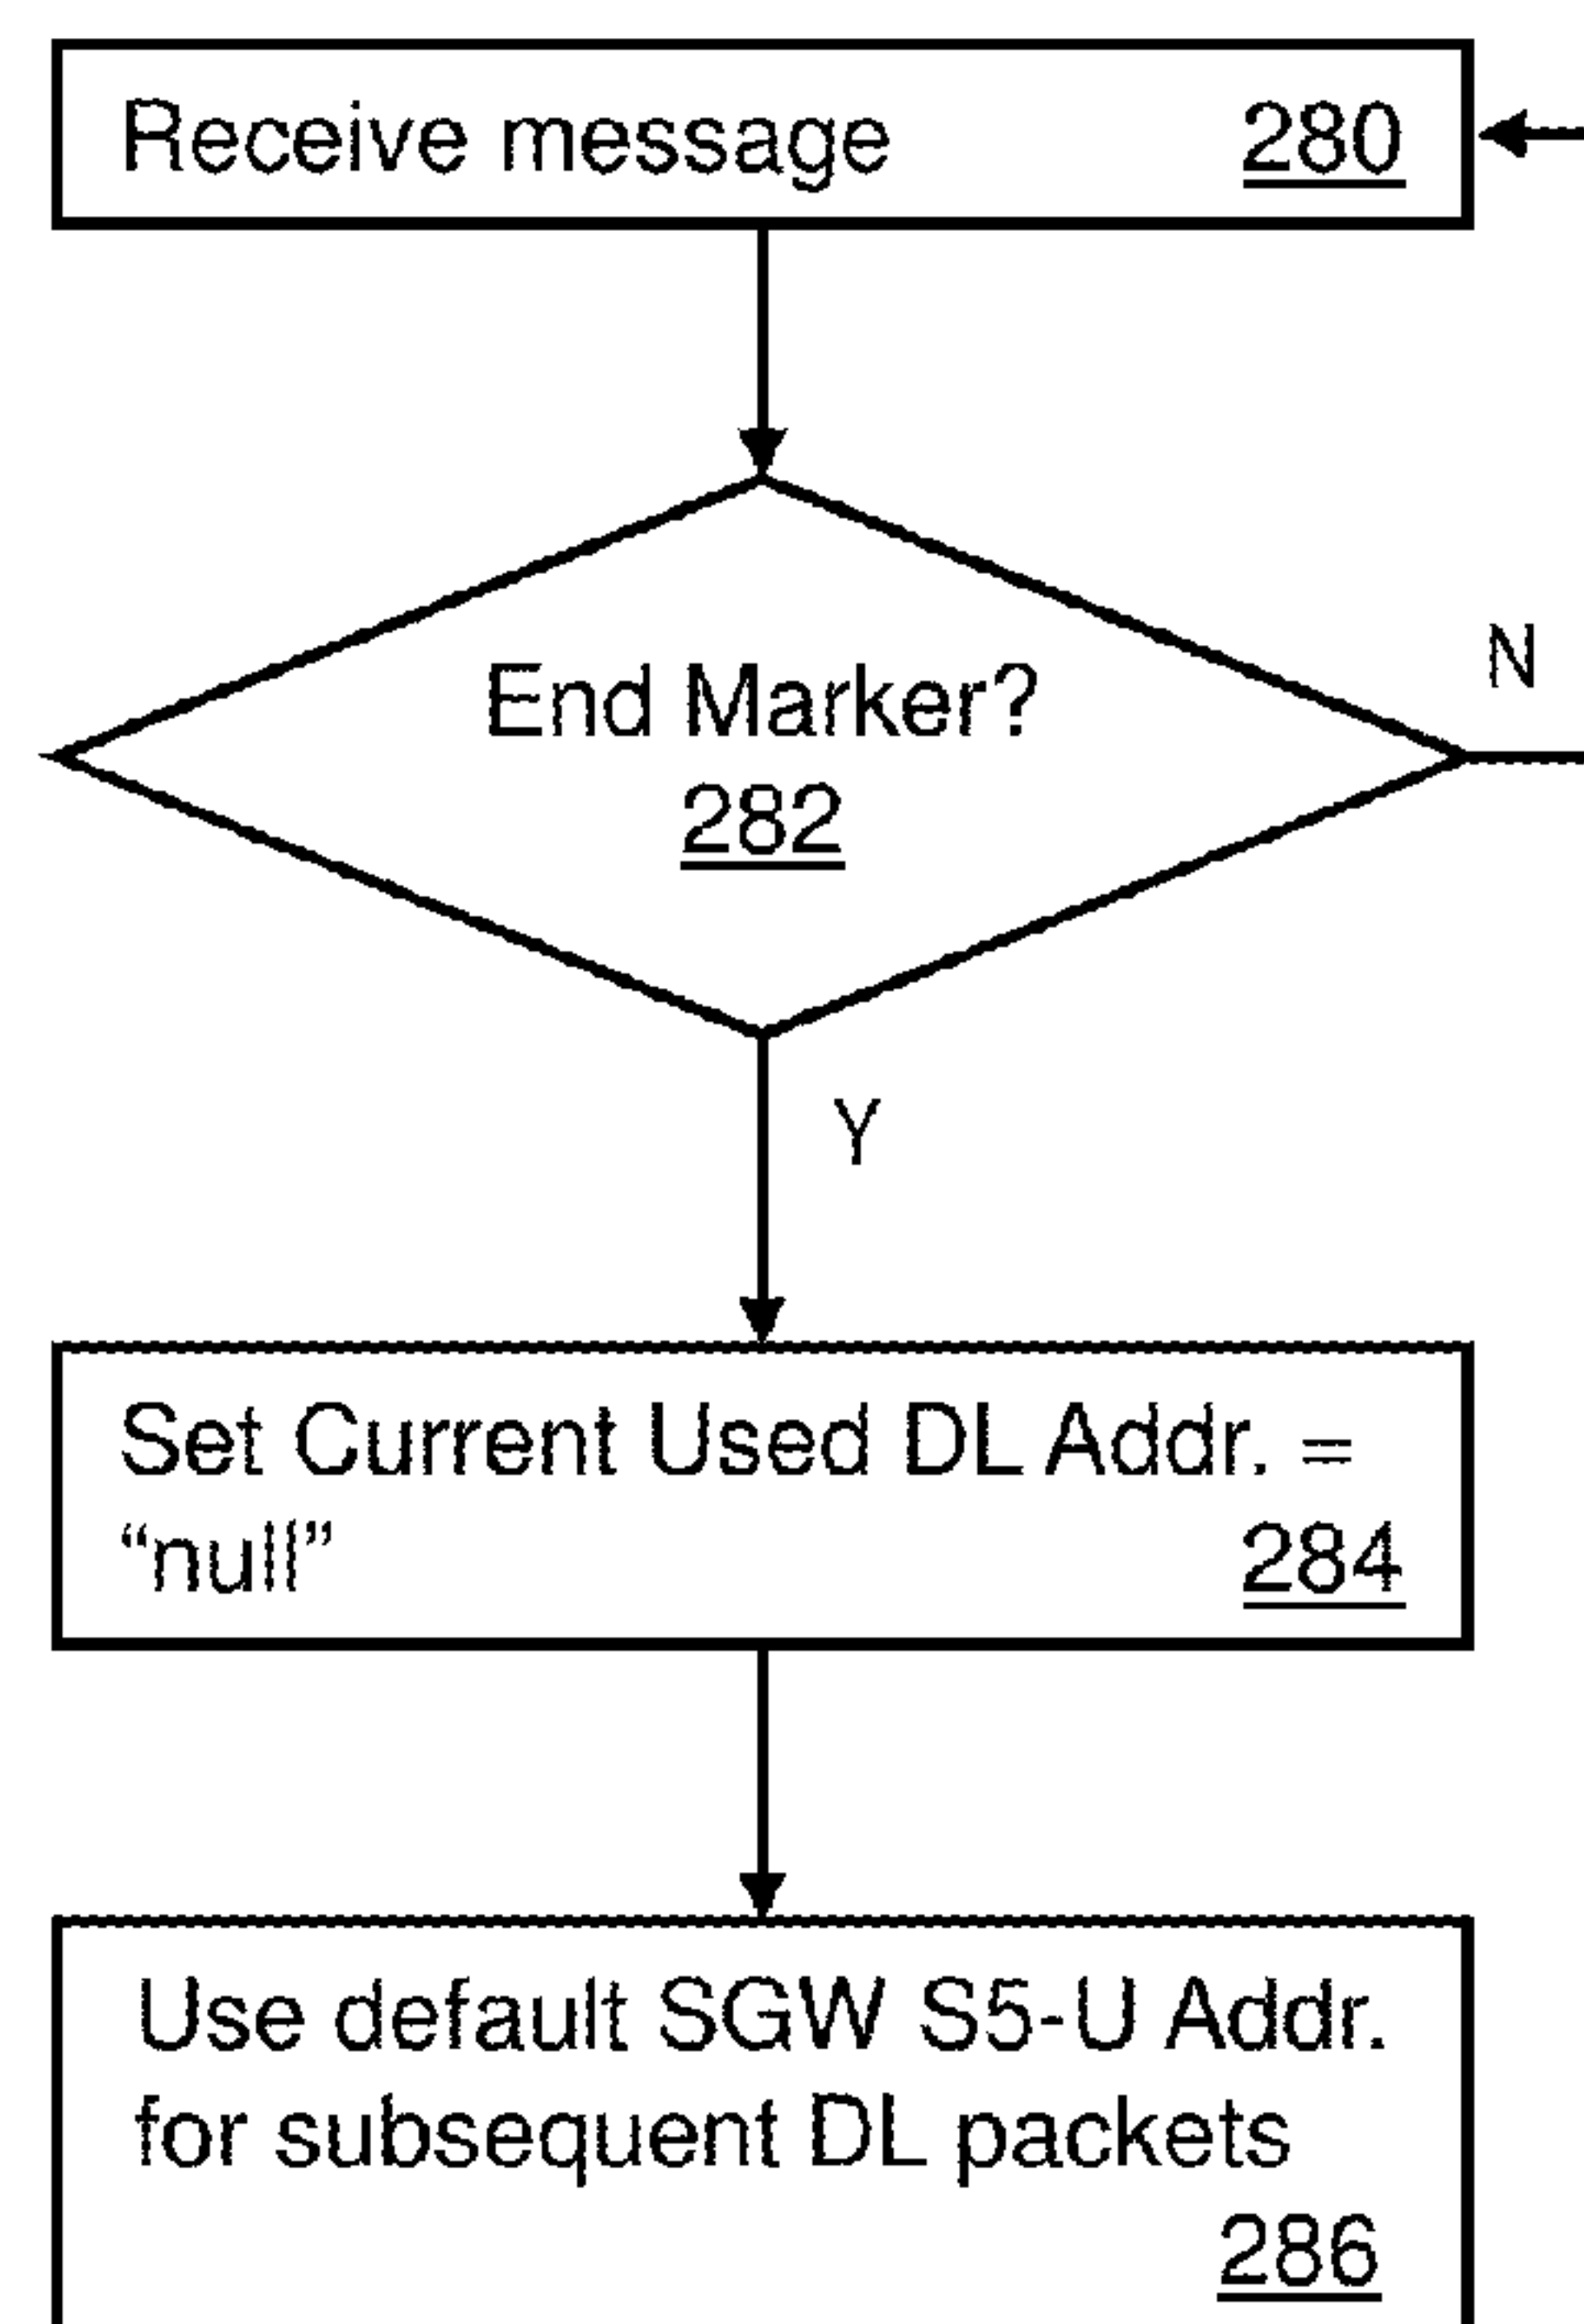 Receive message 280
End Marker?
282
N
Y
Set Current Used DL Addr. =
“null” 284
Use default SGW S5-U Addr.
for subsequent DL packets
286